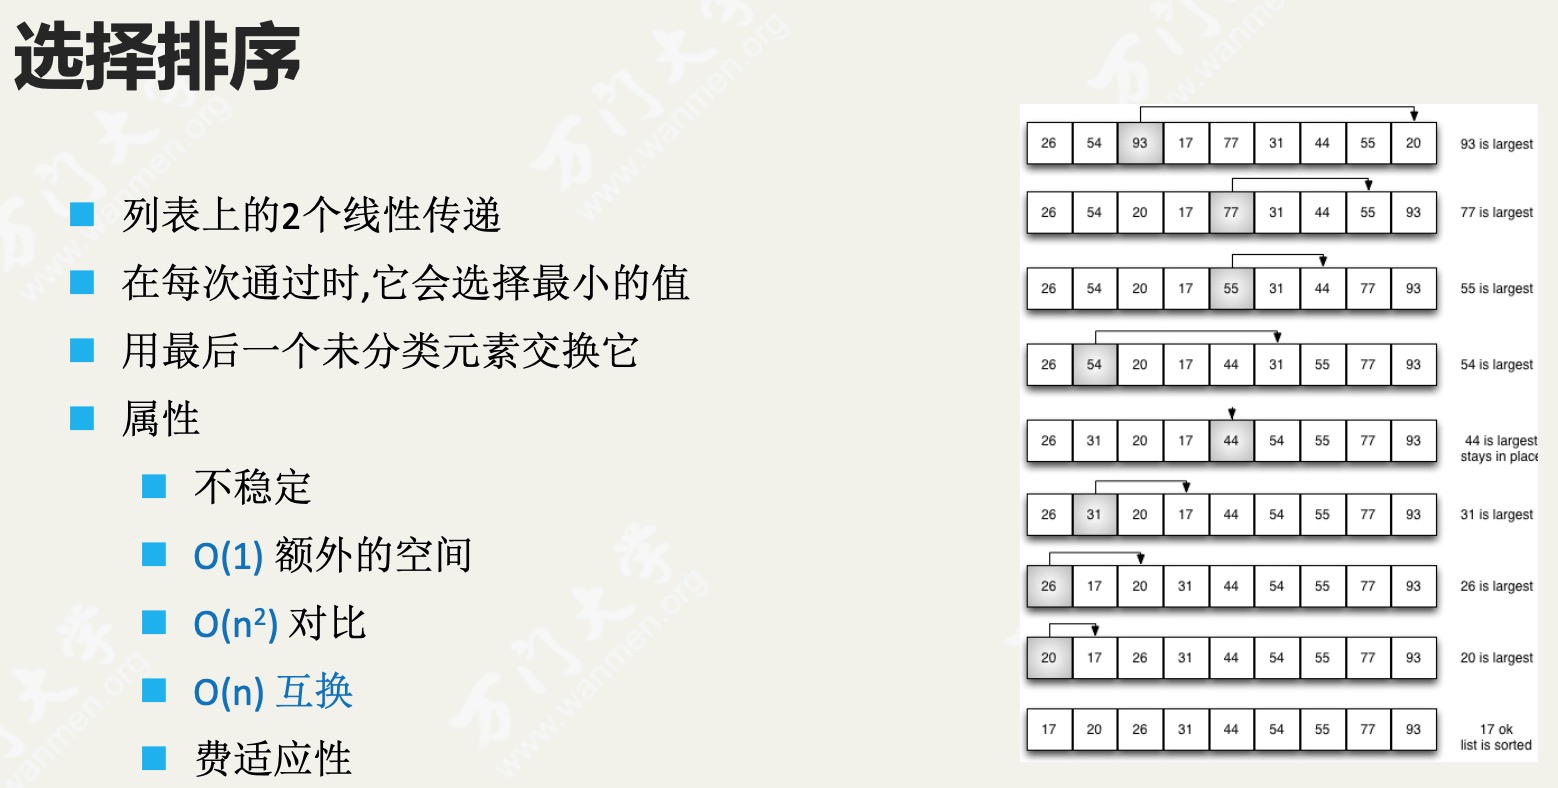 选择排序
列表上的2个线性传递
在每次通过时,它会选择最小的值
用最后一个未分类元素交换它
属性
不稳定
O(1) 额外的空间
O(n²) 对比
O(n) 互换
费适应性
26 54 93 17 77 31 44 55 20 93 is largest
26 54 20 17 77 31 44 55 93 77 is largest
26 54 20 17 55 31 44 77 93 55 is largest
26 54 20 17 44 31 55 77 93 54 is largest
26 31 20 17 44 54 55 77 93 44 is largest
stays in place
26 31 20 17 44 54 55 77 93 31 is largest
26 17 20 31 44 54 55 77 93 26 is largest
20 17 26 31 44 54 55 77 93 20 is largest
17 20 26 31 44 54 55 77 93 17 ok
list is sorted
万门大学
www.wanmen.org